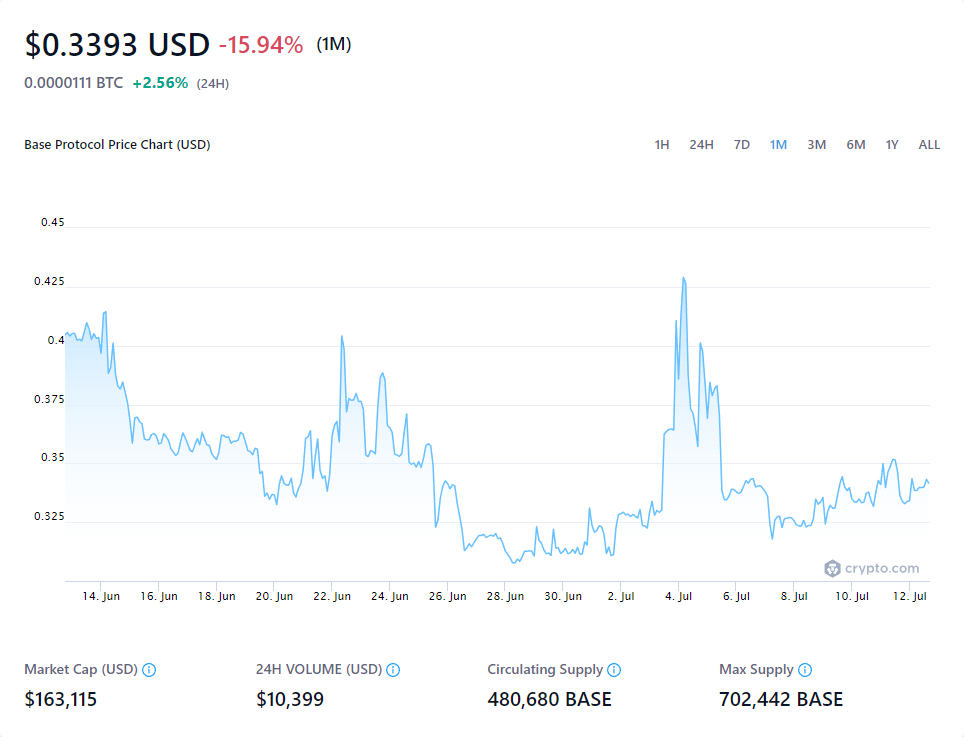 $0.3393 USD -15.94% (1M)
0.0000111 BTC +2.56% (24H)
Base Protocol Price Chart (USD) 1H 24H 7D 1M 3M 6M 1Y ALL
0.45
0.425
0.4
0.375
0.35
0.325
crypto.com
14. Jun 16. Jun 18. Jun 20. Jun 22. Jun 24. Jun 26. Jun 28. Jun 30. Jun 2. Jul 4. Jul 6. Jul 8. Jul 10. Jul 12. Jul
Market Cap (USD) 24H VOLUME (USD) Circulating Supply Max Supply
$163,115 $10,399 480,680 BASE 702,442 BASE